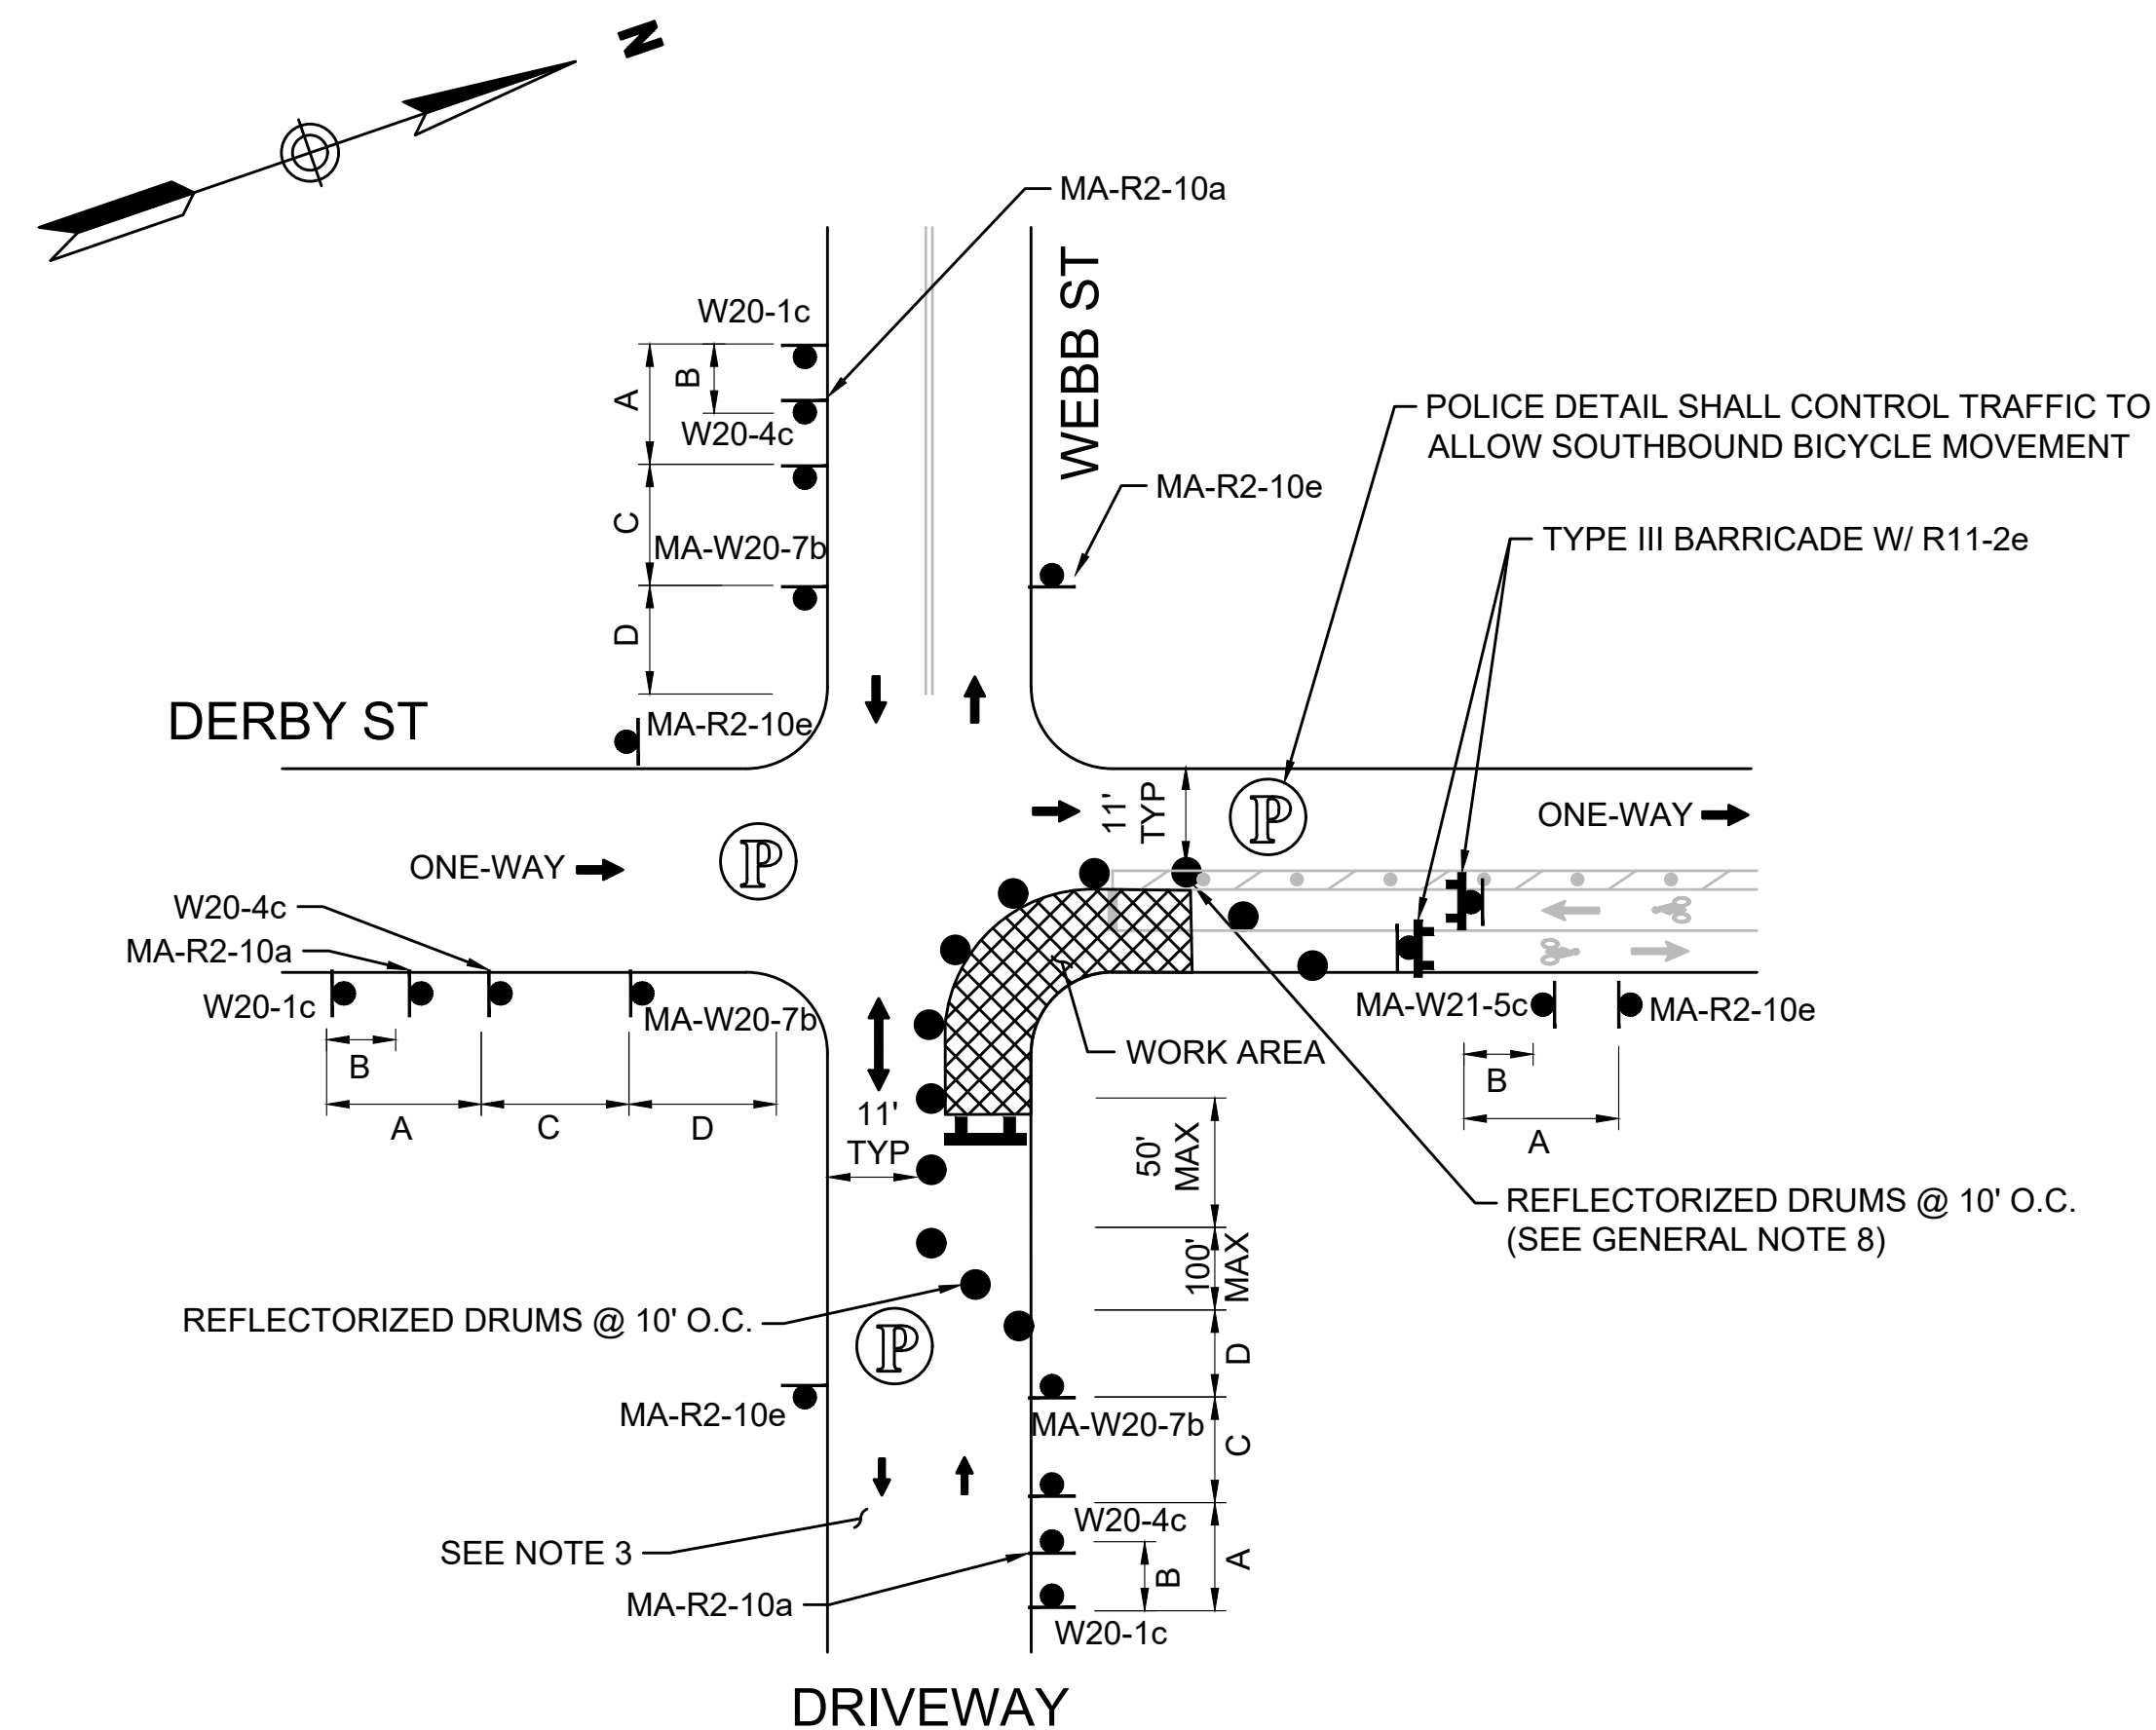 N
MA-R2-10a
WEBB ST
W20-1c
A
B
W20-4c
C
MA-W20-7b
D
MA-R2-10e
POLICE DETAIL SHALL CONTROL TRAFFIC TO
ALLOW SOUTHBOUND BICYCLE MOVEMENT
MA-R2-10e
TYPE III BARRICADE W/ R11-2e
DERBY ST
11'
TYP
P
ONE-WAY
ONE-WAY
P
W20-4c
MA-R2-10a
W20-1c
MA-W20-7b
B
A
C
D
MA-W21-5c
MA-R2-10e
B
A
WORK AREA
11'
TYP
50'
MAX
REFLECTORIZED DRUMS @ 10' O.C.
(SEE GENERAL NOTE 8)
100'
MAX
REFLECTORIZED DRUMS @ 10' O.C.
P
D
MA-R2-10e
MA-W20-7b
C
W20-4c
SEE NOTE 3
A
B
MA-R2-10a
W20-1c
DRIVEWAY